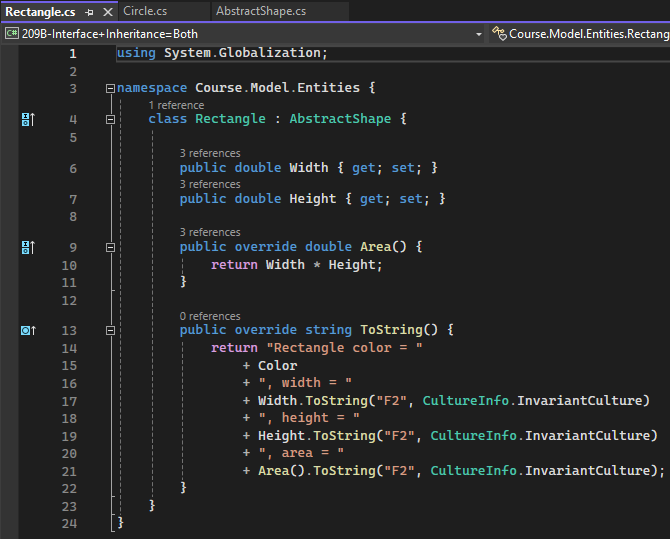 Rectangle.cs Circle.cs AbstractShape.cs
C# 209B-Interface+Inheritance=Both Course.Model.Entities.Rectang
1 using System.Globalization;
2
3 namespace Course.Model.Entities {
1 reference
4 class Rectangle : AbstractShape {
5
3 references
6 public double Width { get; set; }
3 references
7 public double Height { get; set; }
8
3 references
9 public override double Area() {
10 return Width * Height;
11 }
12
0 references
13 public override string ToString() {
14 return "Rectangle color = "
15 + Color
16 + ", width = "
17 + Width.ToString("F2", CultureInfo.InvariantCulture)
18 + ", height = "
19 + Height.ToString("F2", CultureInfo.InvariantCulture)
20 + ", area = "
21 + Area().ToString("F2", CultureInfo.InvariantCulture);
22 }
23 }
24 }